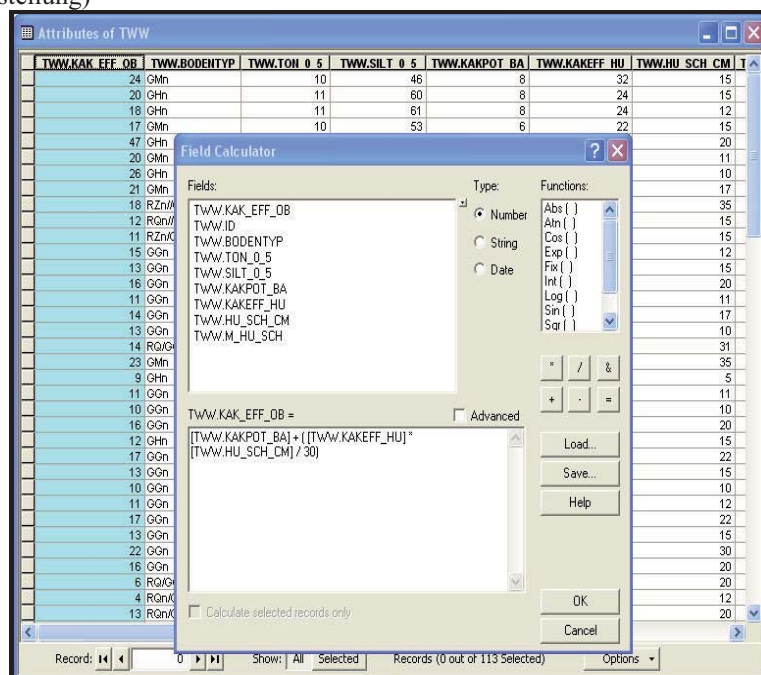 stellung)
Attributes of TWW
TWW.KAK_EFF_OB TWW.BODENTYP TWW.TON_0_5 TWW.SILT_0_5 TWW.KAKPOT_BA TWW.KAKEFF_HU TWW.HU_SCH_CM
24 GMn 10 46 8 32 15
20 GHn 11 60 8 24 15
18 GHn 11 61 8 24 12
17 GMn 10 53 6 22 15
47 GHn 20
20 GMn 11
26 GHn 10
21 GMn 17
18 RZn// 35
12 RQn// 15
11 RZn/ 15
15 GGn 12
13 GGn 15
16 GGn 20
11 GGn 11
14 GGn 17
13 GGn 10
14 RQ/G 31
23 GMn 35
9 GHn 5
11 GGn 11
10 GGn 10
16 GGn 20
12 GHn 15
17 GGn 22
13 GGn 15
10 GGn 10
11 GGn 12
17 GGn 22
13 GGn 15
22 GGn 30
16 GGn 20
6 RQ/G 20
4 RQn/ 12
13 RQn/ 20
Field Calculator
Fields:
TWW.KAK_EFF_OB
TWW.ID
TWW.BODENTYP
TWW.TON_0_5
TWW.SILT_0_5
TWW.KAKPOT_BA
TWW.KAKEFF_HU
TWW.HU_SCH_CM
TWW.M_HU_SCH
Type:
Number
String
Date
Functions:
Abs ( )
Atn ( )
Cos ( )
Exp ( )
Fix ( )
Int ( )
Log ( )
Sin ( )
Sqr ( )
* / &
+ - =
TWW.KAK_EFF_OB =
Advanced
[TWW.KAKPOT_BA] + ( [TWW.KAKEFF_HU] *
[TWW.HU_SCH_CM] / 30)
Load...
Save...
Help
Calculate selected records only
OK
Cancel
Record: 0 Show: All Selected Records (0 out of 113 Selected) Options